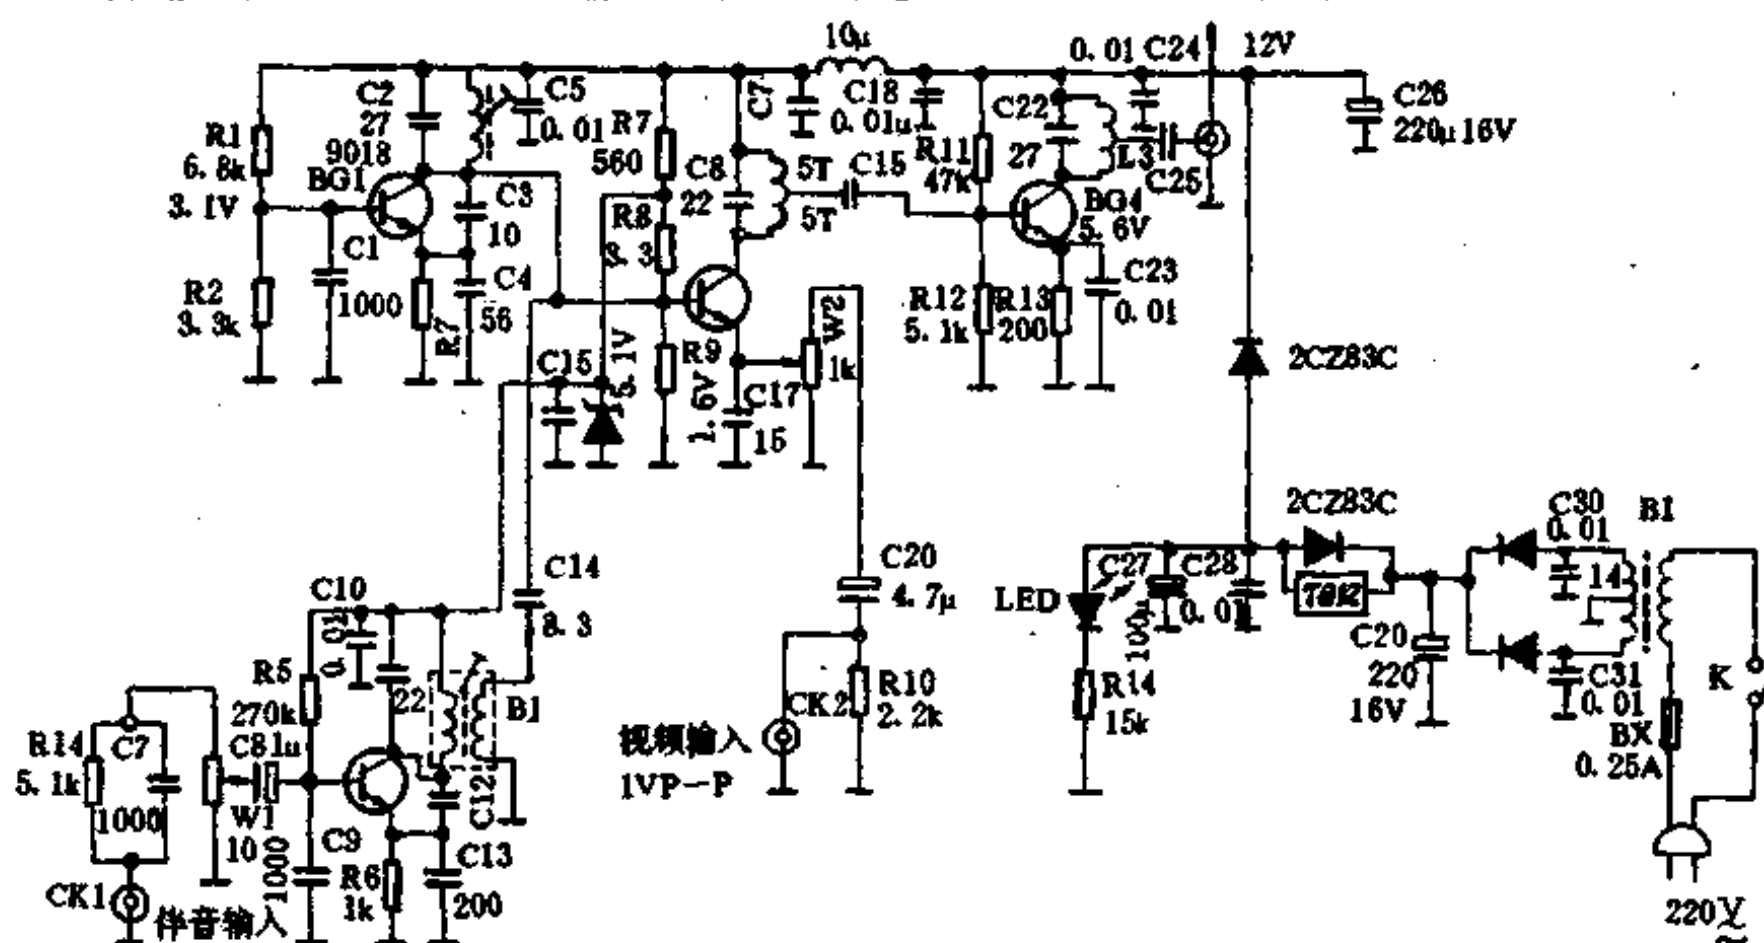 10μ
0.01 C24
12V
C2
27
C5
0.01
R7
560
C7
C18
0.01u
C22
27
L3
C25
C26
220μ 16V
R1
6.8k
9018
BG1
3.1V
C3
10
C8
22
5T
5T
C15
R11
47k
BG4
5.6V
C1
1000
R2
3.3k
R7
C4
56
R8
3.3
R12
5.1k
R13
200
C23
0.01
W2
1k
C15
5.1V
R9
1.6V
C17
15
2CZ83C
2CZ83C
C30
0.01
B1
14
C14
3.3
C20
4.7μ
LED
C27
100μ
C28
0.01
7812
C20
220
16V
C31
0.01
K
BX
0.25A
C10
0.01
22
B1
R5
270k
R14
5.1k
C7
1000
C8 1u
W1
10
C9
1000
R6
1k
C12
C13
200
CK1
伴音输入
视频输入
1VP-P
CK2
R10
2.2k
R14
15k
220V
~